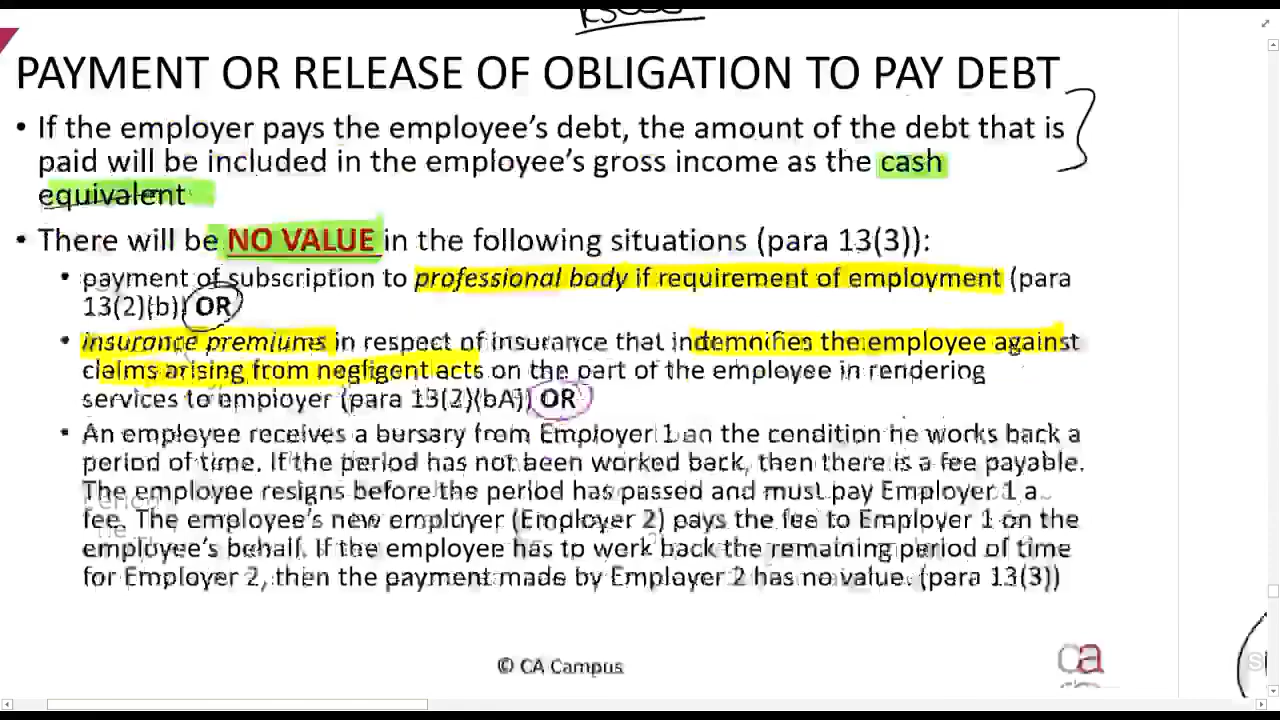 PAYMENT OR RELEASE OF OBLIGATION TO PAY DEBT
• If the employer pays the employee's debt, the amount of the debt that is
paid will be included in the employee's gross income as the cash
equivalent
• There will be NO VALUE in the following situations (para 13(3)):
• payment of subscription to professional body if requirement of employment (para
13(2)(b)) OR
• insurance premiums in respect of insurance that indemnifies the employee against
claims arising from negligent acts on the part of the employee in rendering
services to employer (para 13(2)(bA)) OR
• An employee receives a bursary from Employer 1 an the condition he works back a
period of time. If the period has not been worked back, then there is a fee payable.
The employee resigns before the period has passed and must pay Employer 1 a
fee. The employee's new employer (Employer 2) pays the fee to Employer 1 on the
employee's behalf. If the employee has to work back the remaining period of time
for Employer 2, then the payment made by Employer 2 has no value. (para 13(3))
© CA Campus
ca